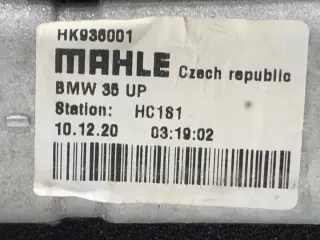 HK936001
MAHLE Czech republic
BMW 35 UP
Station: HC181
10.12.20 03:19:02